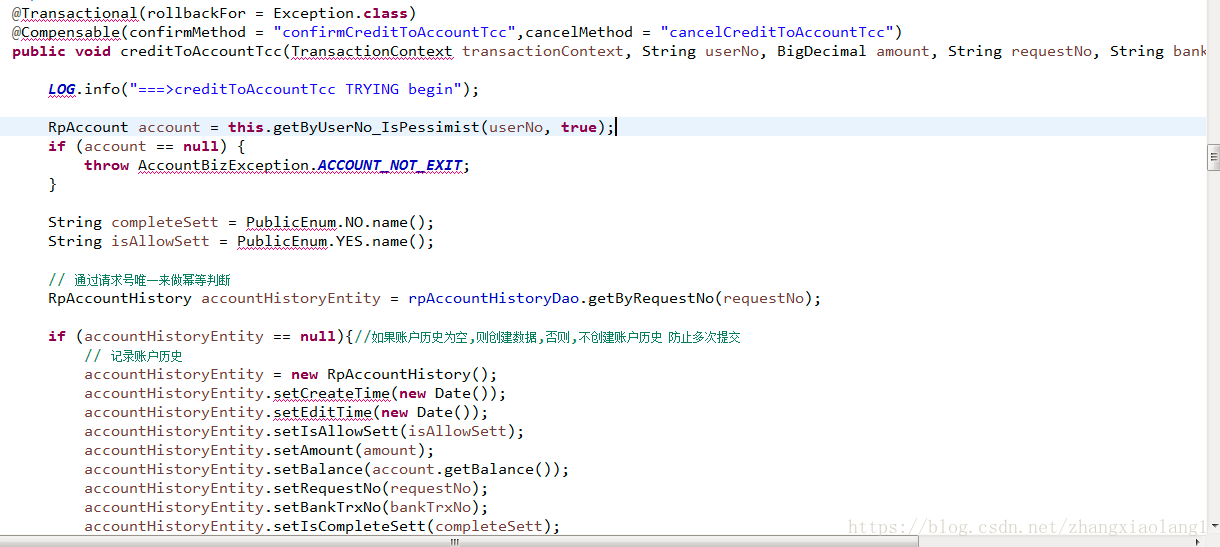 @Transactional(rollbackFor = Exception.class)
@Compensable(confirmMethod = "confirmCreditToAccountTcc",cancelMethod = "cancelCreditToAccountTcc")
public void creditToAccountTcc(TransactionContext transactionContext, String userNo, BigDecimal amount, String requestNo, String bank
LOG.info("===>creditToAccountTcc TRYING begin");
RpAccount account = this.getByUserNo_IsPessimist(userNo, true);
if (account == null) {
throw AccountBizException.ACCOUNT_NOT_EXIT;
}
String completeSett = PublicEnum.NO.name();
String isAllowSett = PublicEnum.YES.name();
// 通过请求号唯一来做幂等判断
RpAccountHistory accountHistoryEntity = rpAccountHistoryDao.getByRequestNo(requestNo);
if (accountHistoryEntity == null){//如果账户历史为空,则创建数据,否则,不创建账户历史 防止多次提交
// 记录账户历史
accountHistoryEntity = new RpAccountHistory();
accountHistoryEntity.setCreateTime(new Date());
accountHistoryEntity.setEditTime(new Date());
accountHistoryEntity.setIsAllowSett(isAllowSett);
accountHistoryEntity.setAmount(amount);
accountHistoryEntity.setBalance(account.getBalance());
accountHistoryEntity.setRequestNo(requestNo);
accountHistoryEntity.setBankTrxNo(bankTrxNo);
accountHistoryEntity.setIsCompleteSett(completeSett);
https://blog.csdn.net/zhangxiaolang1